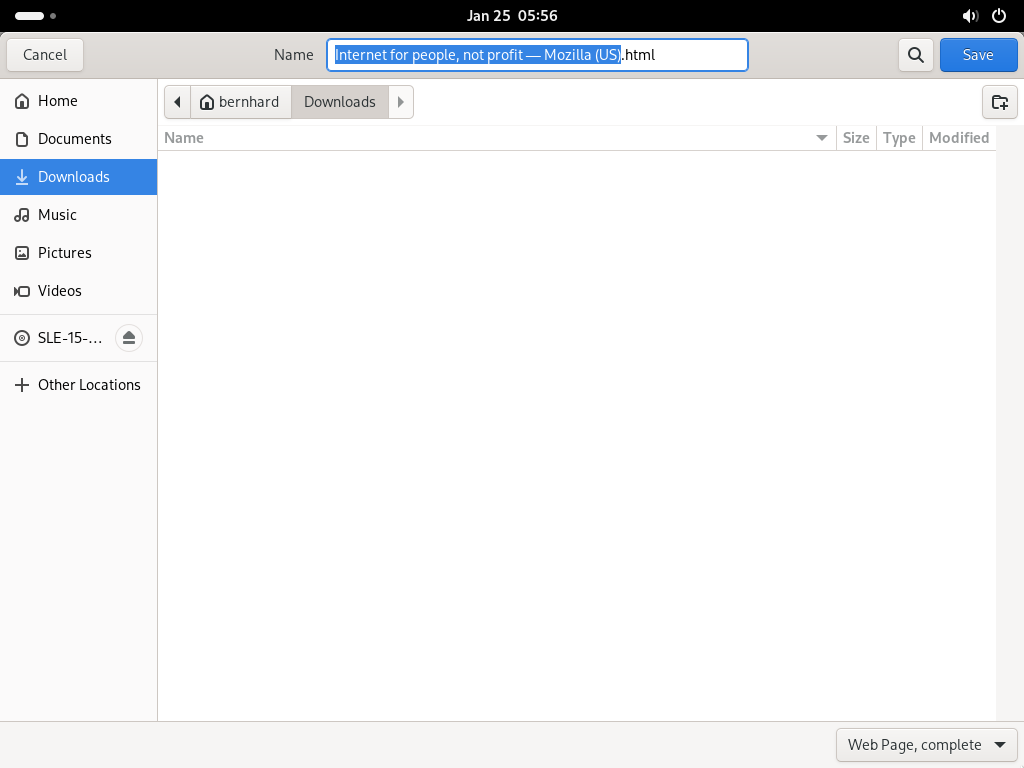 Jan 25 05:56
Cancel
Name
Internet for people, not profit — Mozilla (US).html
Save
Home
Documents
Downloads
Music
Pictures
Videos
SLE-15-...
Other Locations
bernhard
Downloads
Name
Size
Type
Modified
Web Page, complete